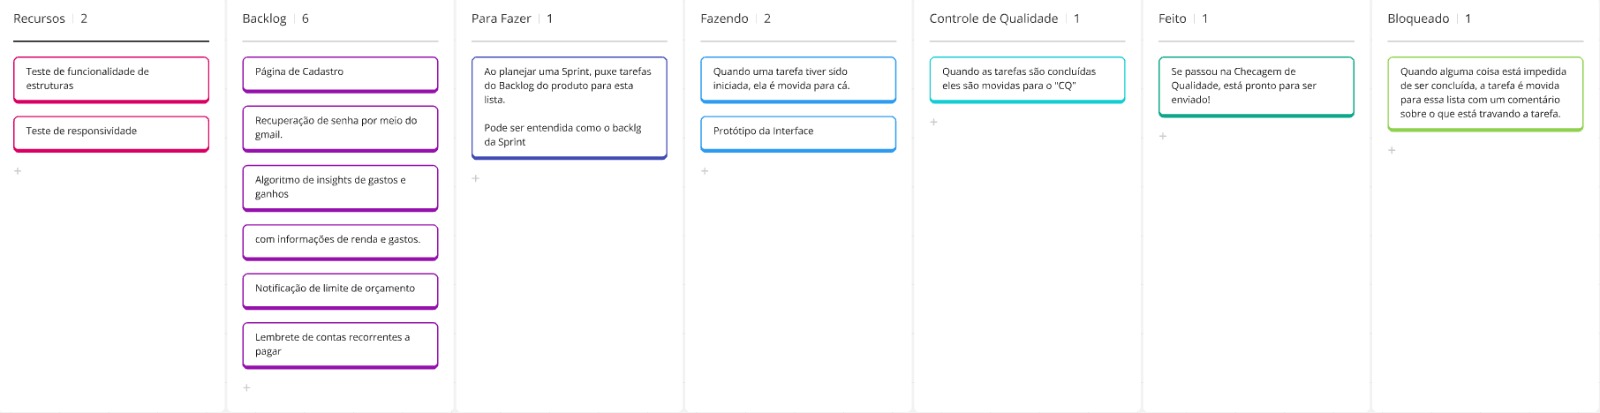 Recursos | 2
Teste de funcionalidade de
estruturas
Teste de responsividade
+
Backlog | 6
Página de Cadastro
Recuperação de senha por meio do
gmail.
Algoritmo de insights de gastos e
ganhos
com informações de renda e gastos.
Notificação de limite de orçamento
Lembrete de contas recorrentes a
pagar
+
Para Fazer | 1
Ao planejar uma Sprint, puxe tarefas
do Backlog do produto para esta
lista.
Pode ser entendida como o backlg
da Sprint
+
Fazendo | 2
Quando uma tarefa tiver sido
iniciada, ela é movida para cá.
Protótipo da Interface
+
Controle de Qualidade | 1
Quando as tarefas são concluídas
eles são movidas para o "CQ"
+
Feito | 1
Se passou na Checagem de
Qualidade, está pronto para ser
enviado!
+
Bloqueado | 1
Quando alguma coisa está impedida
de ser concluída, a tarefa é movida
para essa lista com um comentário
sobre o que está travando a tarefa.
+